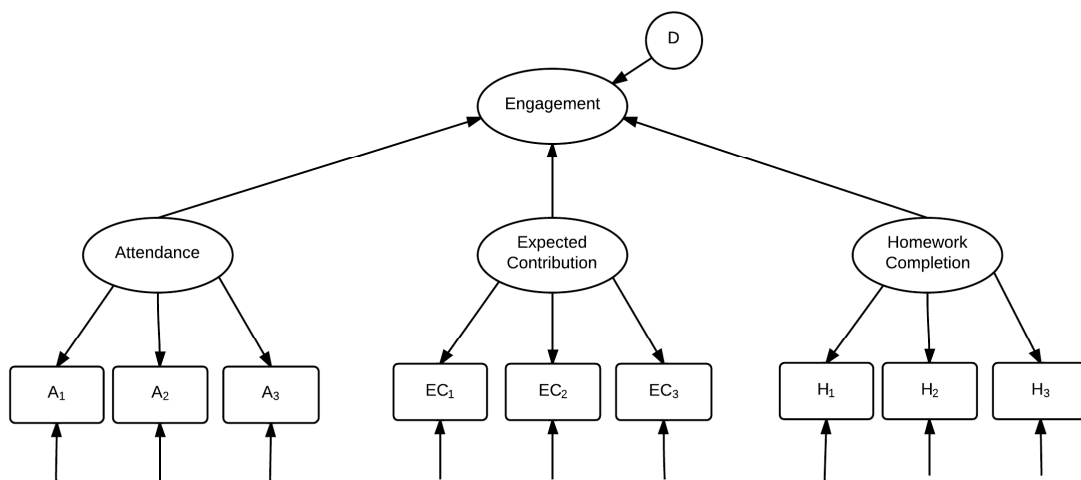 D
Engagement
Attendance
Expected
Contribution
Homework
Completion
A₁
A₂
A₃
EC₁
EC₂
EC₃
H₁
H₂
H₃